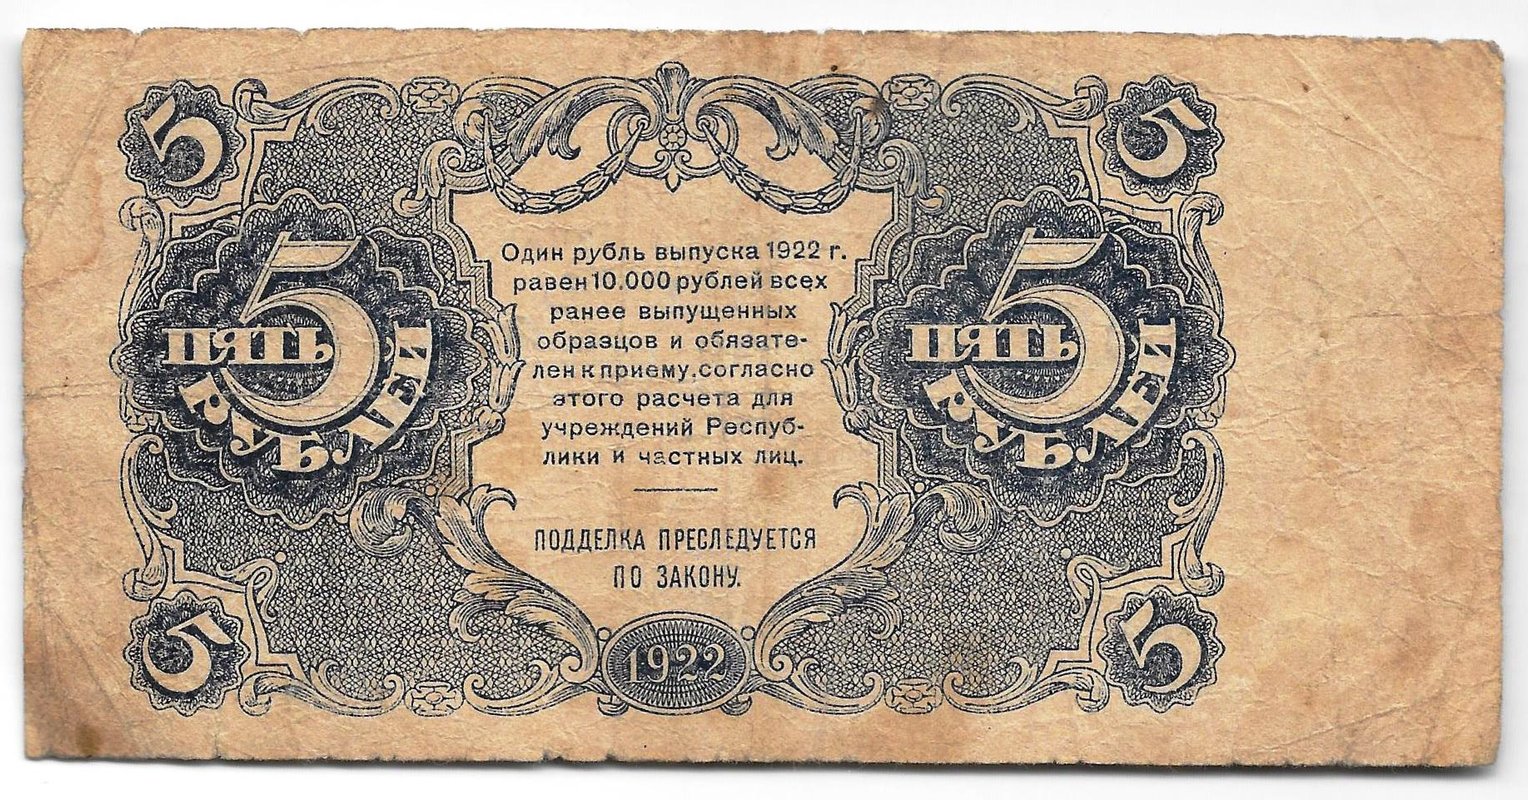 5
5
5
ПЯТЬ
РУБЛЕЙ
Один рубль выпуска 1922 г.
равен 10.000 рублей всех
ранее выпущенных
образцов и обязате-
лен к приему, согласно
этого расчета для
учреждений Респуб-
лики и частных лиц.
5
ПЯТЬ
РУБЛЕЙ
ПОДДЕЛКА ПРЕСЛЕДУЕТСЯ
ПО ЗАКОНУ.
5
1922
5